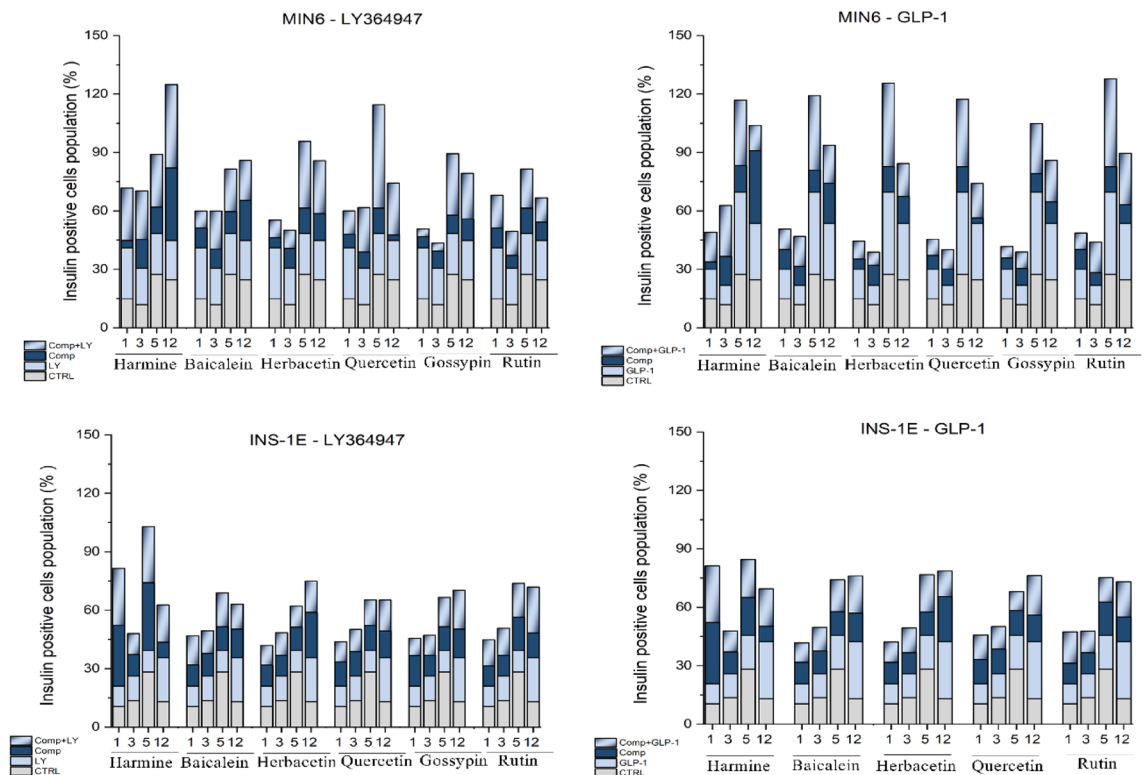 MIN6 - LY364947
Insulin positive cells population (%)
150
120
90
60
30
0
1 3 5 12 1 3 5 12 1 3 5 12 1 3 5 12 1 3 5 12 1 3 5 12
Harmine Baicalein Herbacetin Quercetin Gossypin Rutin
Comp+LY
Comp
LY
CTRL
MIN6 - GLP-1
Insulin positive cells population (%)
150
120
90
60
30
0
1 3 5 12 1 3 5 12 1 3 5 12 1 3 5 12 1 3 5 12 1 3 5 12
Harmine Baicalein Herbacetin Quercetin Gossypin Rutin
Comp+GLP-1
Comp
GLP-1
CTRL
INS-1E - LY364947
Insulin positive cells population (%)
150
90
60
30
0
1 3 5 12 1 3 5 12 1 3 5 12 1 3 5 12 1 3 5 12 1 3 5 12
Harmine Baicalein Herbacetin Quercetin Gossypin Rutin
Comp+LY
Comp
LY
CTRL
INS-1E - GLP-1
Insulin positive cells population (%)
150
90
60
30
0
1 3 5 12 1 3 5 12 1 3 5 12 1 3 5 12 1 3 5 12
Harmine Baicalein Herbacetin Quercetin Rutin
Comp+GLP-1
Comp
GLP-1
CTRL